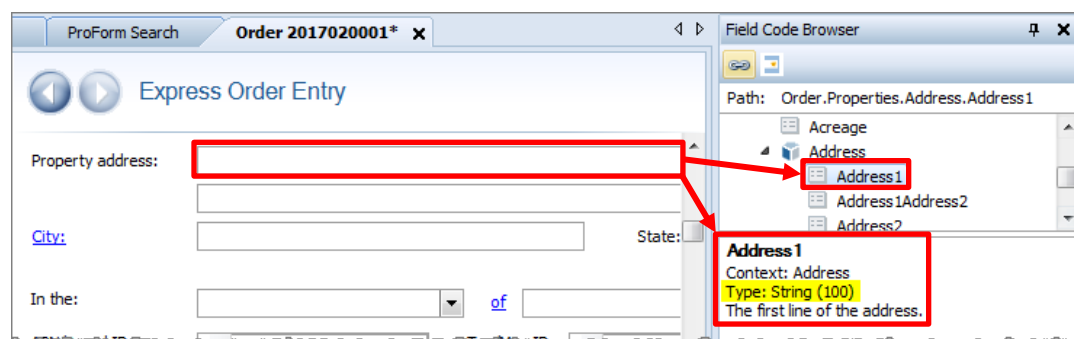 ProForm Search
Order 2017020001*
Field Code Browser
Express Order Entry
Path: Order.Properties.Address.Address1
Acreage
Address
Property address:
Address1
Address1Address2
Address2
City:
State:
Address1
Context: Address
Type: String (100)
The first line of the address.
In the:
of